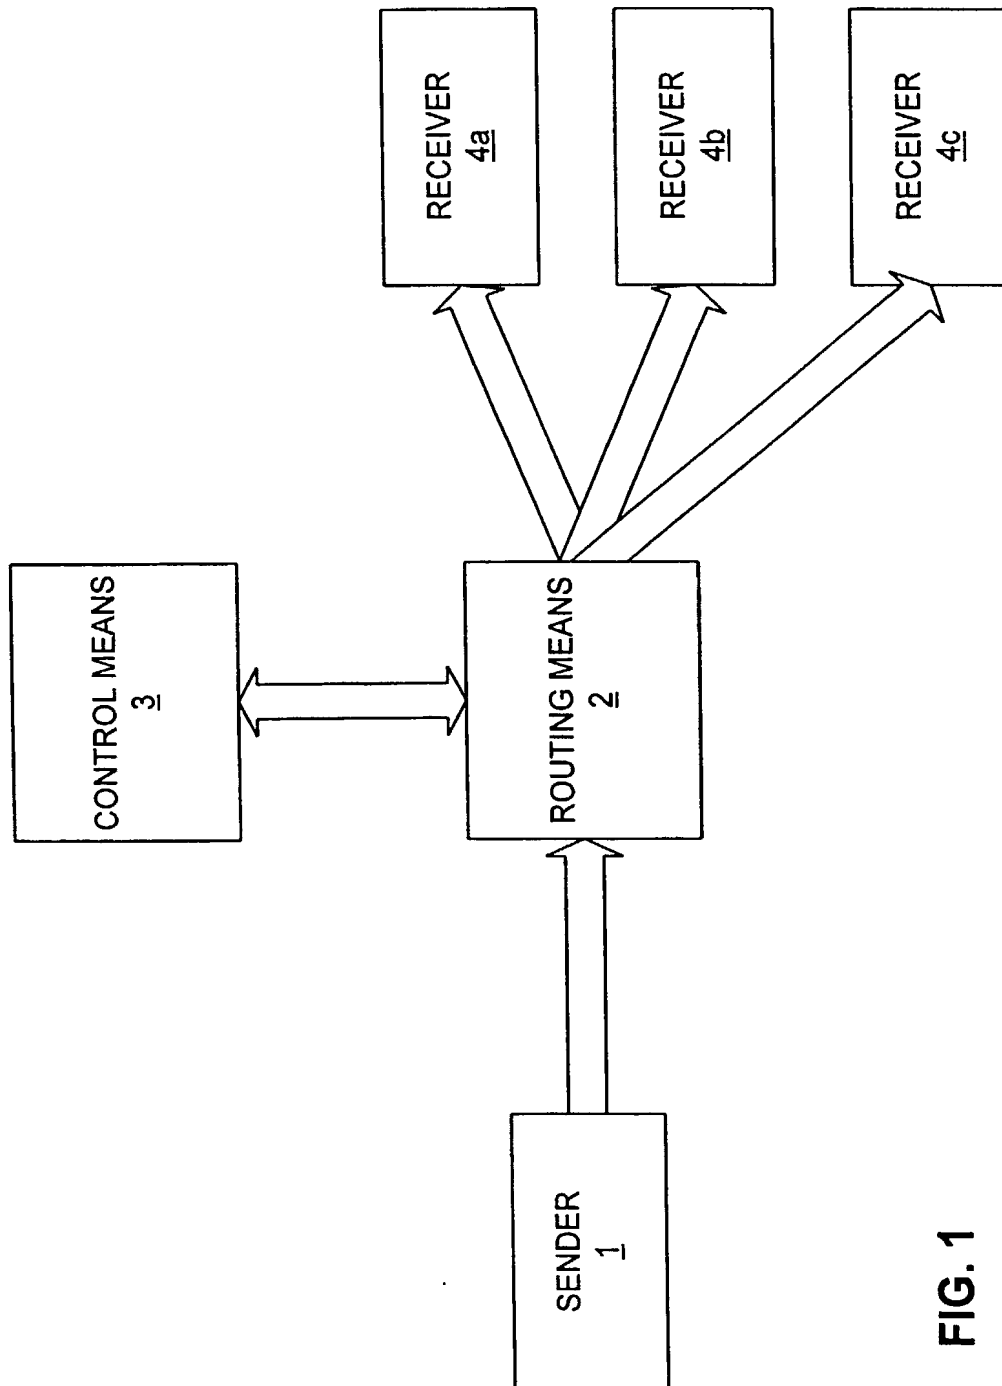 CONTROL MEANS
3
RECEIVER
4a
SENDER
1
ROUTING MEANS
2
RECEIVER
4b
RECEIVER
4c
FIG. 1